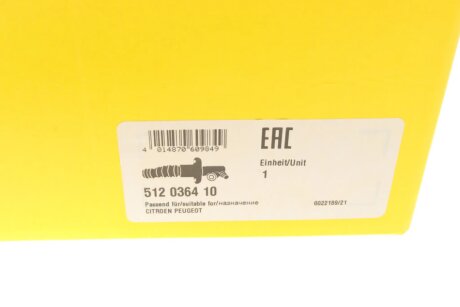 4 014870 609849
EAC
Einheit/Unit
1
512 0364 10
Passend für/suitable for/назначение
CITROEN PEUGEOT
0022189/21